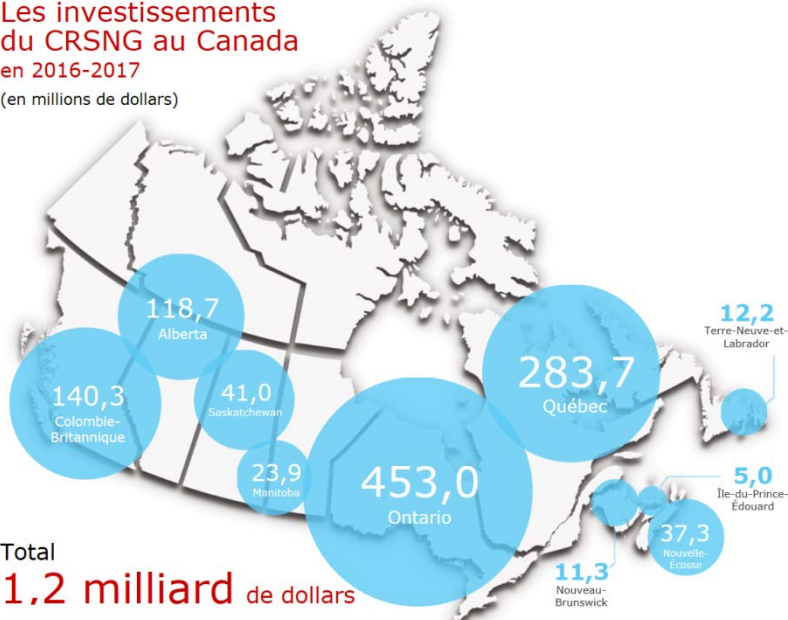 Les investissements
du CRSNG au Canada
en 2016-2017
(en millions de dollars)
118,7
Alberta
140,3
Colombie-
Britannique
41,0
Saskatchewan
23,9
Manitoba
453,0
Ontario
283,7
Québec
12,2
Terre-Neuve-et-
Labrador
5,0
Île-du-Prince-
Édouard
37,3
Nouvelle-
Écosse
11,3
Nouveau-
Brunswick
Total
1,2 milliard de dollars